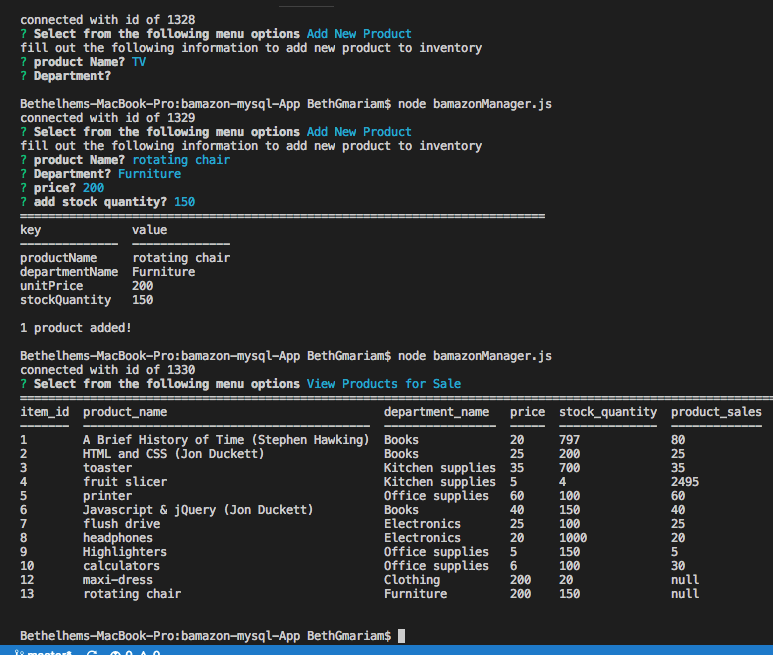 connected with id of 1328
? Select from the following menu options Add New Product
fill out the following information to add new product to inventory
? product Name? TV
? Department?
Bethelhems-MacBook-Pro:bamazon-mysql-App BethGmariam$ node bamazonManager.js
connected with id of 1329
? Select from the following menu options Add New Product
fill out the following information to add new product to inventory
? product Name? rotating chair
? Department? Furniture
? price? 200
? add stock quantity? 150
key value
productName rotating chair
departmentName Furniture
unitPrice 200
stockQuantity 150
1 product added!
Bethelhems-MacBook-Pro:bamazon-mysql-App BethGmariam$ node bamazonManager.js
connected with id of 1330
? Select from the following menu options View Products for Sale
item_id product_name department_name price stock_quantity product_sales
1 A Brief History of Time (Stephen Hawking) Books 20 797 80
2 HTML and CSS (Jon Duckett) Books 25 200 25
3 toaster Kitchen supplies 35 700 35
4 fruit slicer Kitchen supplies 5 4 2495
5 printer Office supplies 60 100 60
6 Javascript & jQuery (Jon Duckett) Books 40 150 40
7 flush drive Electronics 25 100 25
8 headphones Electronics 20 1000 20
9 Highlighters Office supplies 5 150 5
10 calculators Office supplies 6 100 30
12 maxi-dress Clothing 200 20 null
13 rotating chair Furniture 200 150 null
Bethelhems-MacBook-Pro:bamazon-mysql-App BethGmariam$